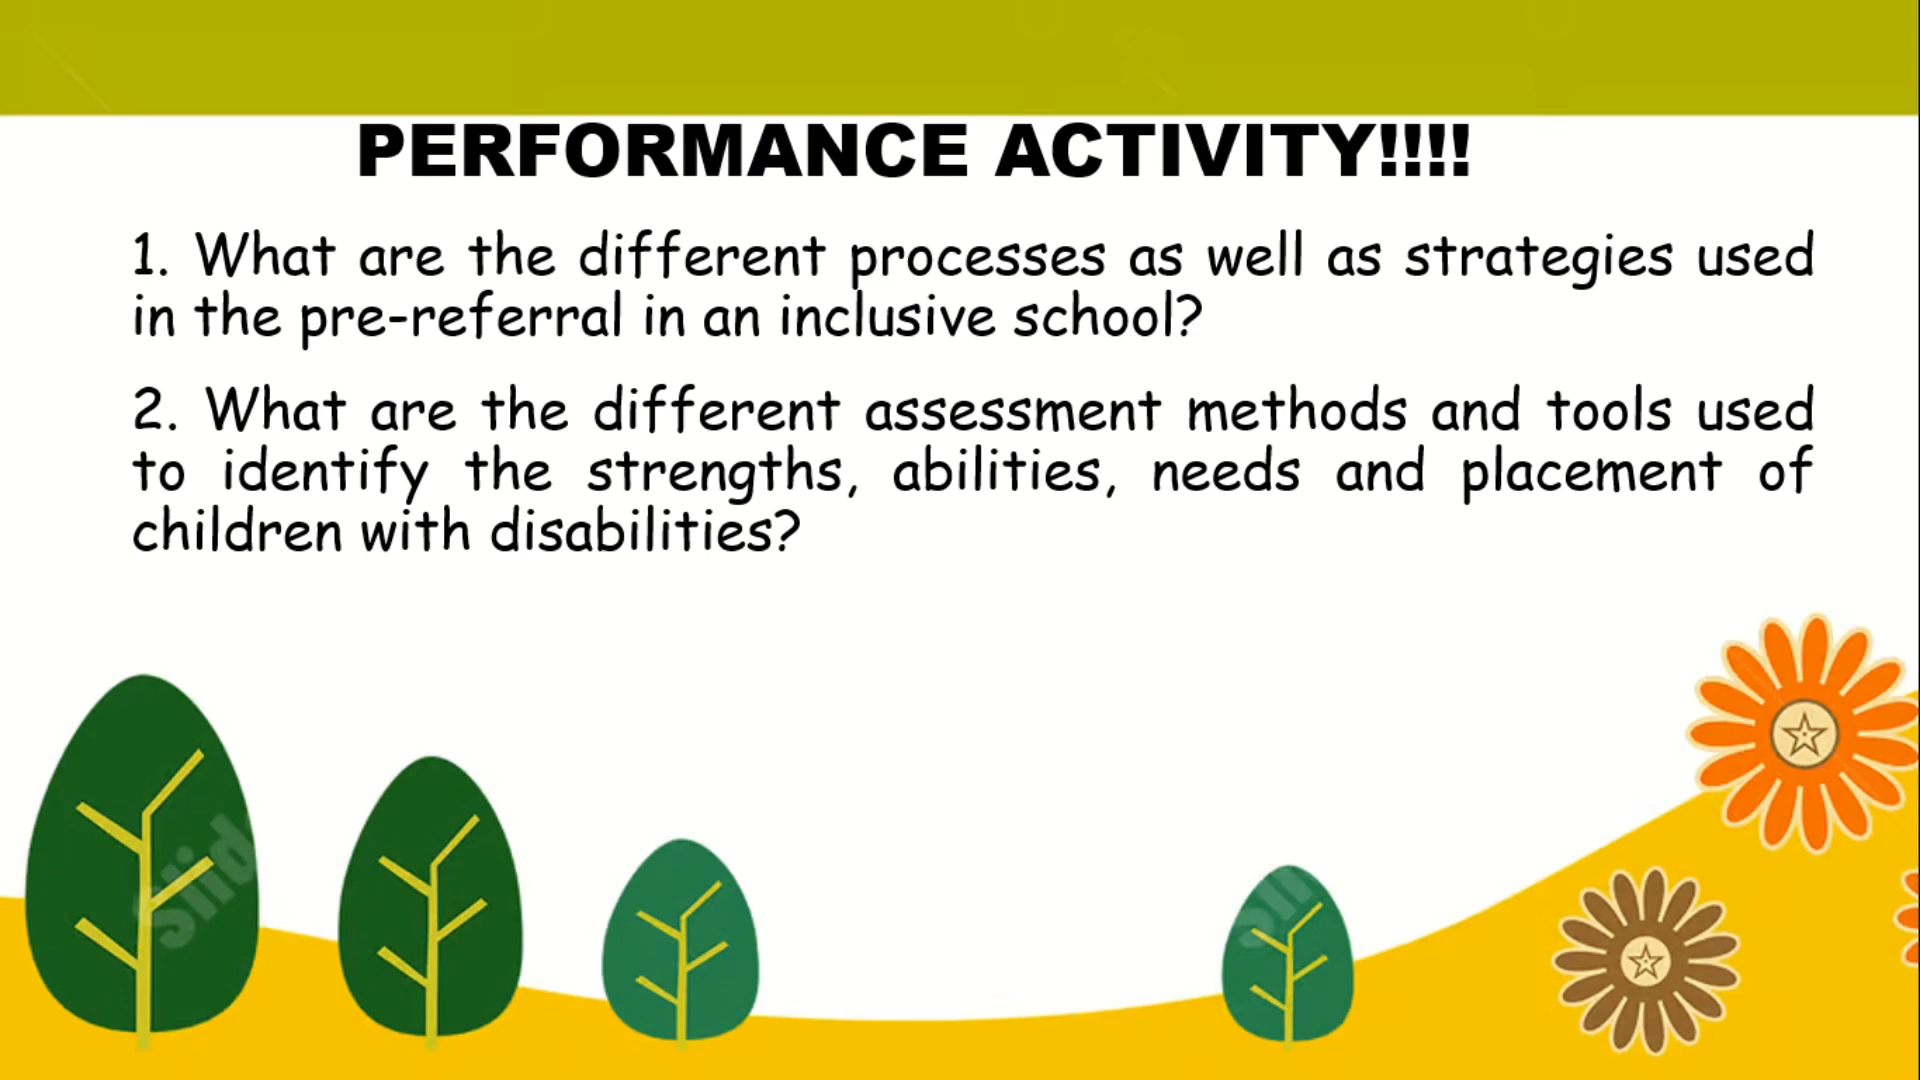 PERFORMANCE ACTIVITY!!!!
1. What are the different processes as well as strategies used
in the pre-referral in an inclusive school?
2. What are the different assessment methods and tools used
to identify the strengths, abilities, needs and placement of
children with disabilities?